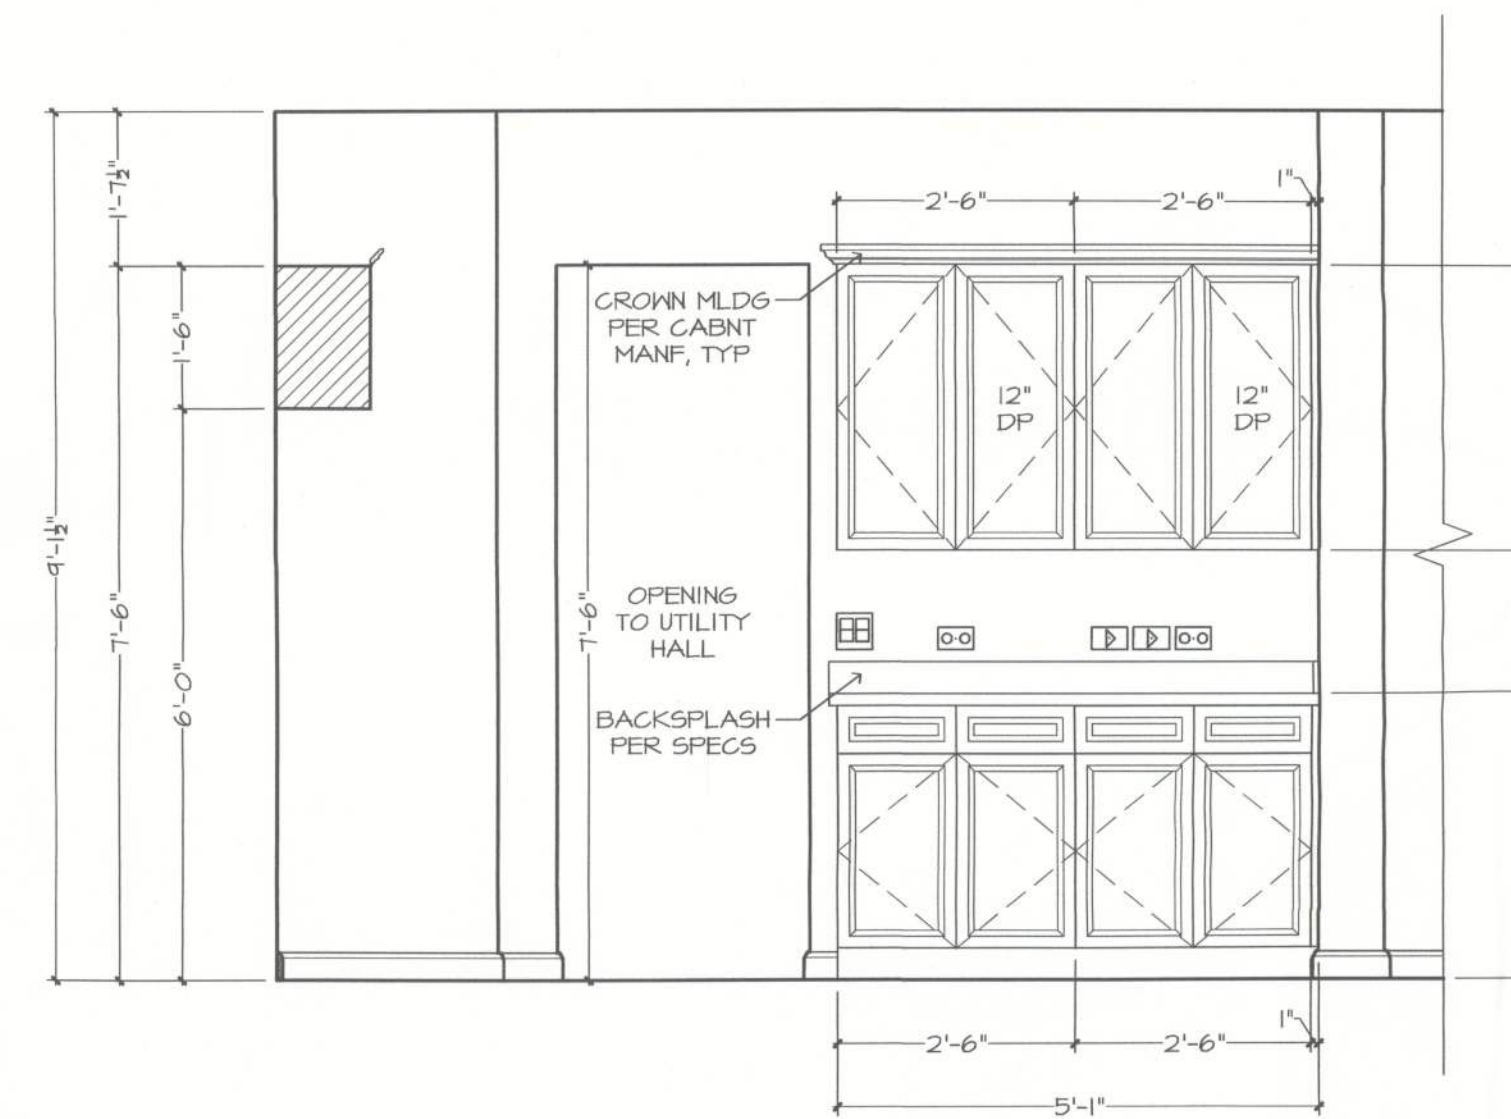 1'-7½"
2'-6"
2'-6"
1"
1'-6"
CROWN MLDG
PER CABNT
MANF, TYP
12"
DP
12"
DP
9'-1½"
7'-6"
6'-0"
7'-6"
OPENING
TO UTILITY
HALL
BACKSPLASH
PER SPECS
1"
2'-6"
2'-6"
5'-1"